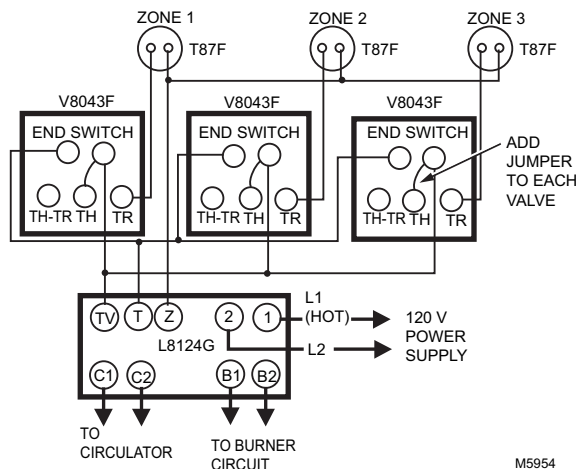 ZONE 1
ZONE 2
ZONE 3
T87F
T87F
T87F
V8043F
V8043F
V8043F
END SWITCH
END SWITCH
END SWITCH
ADD
JUMPER
TO EACH
VALVE
TH-TR TH TR
TH-TR TH TR
TH-TR TH TR
TV T Z 2 1
L1
(HOT)
L2
120 V
POWER
SUPPLY
L8124G
C1 C2 B1 B2
TO
CIRCULATOR
TO BURNER
CIRCUIT
M5954